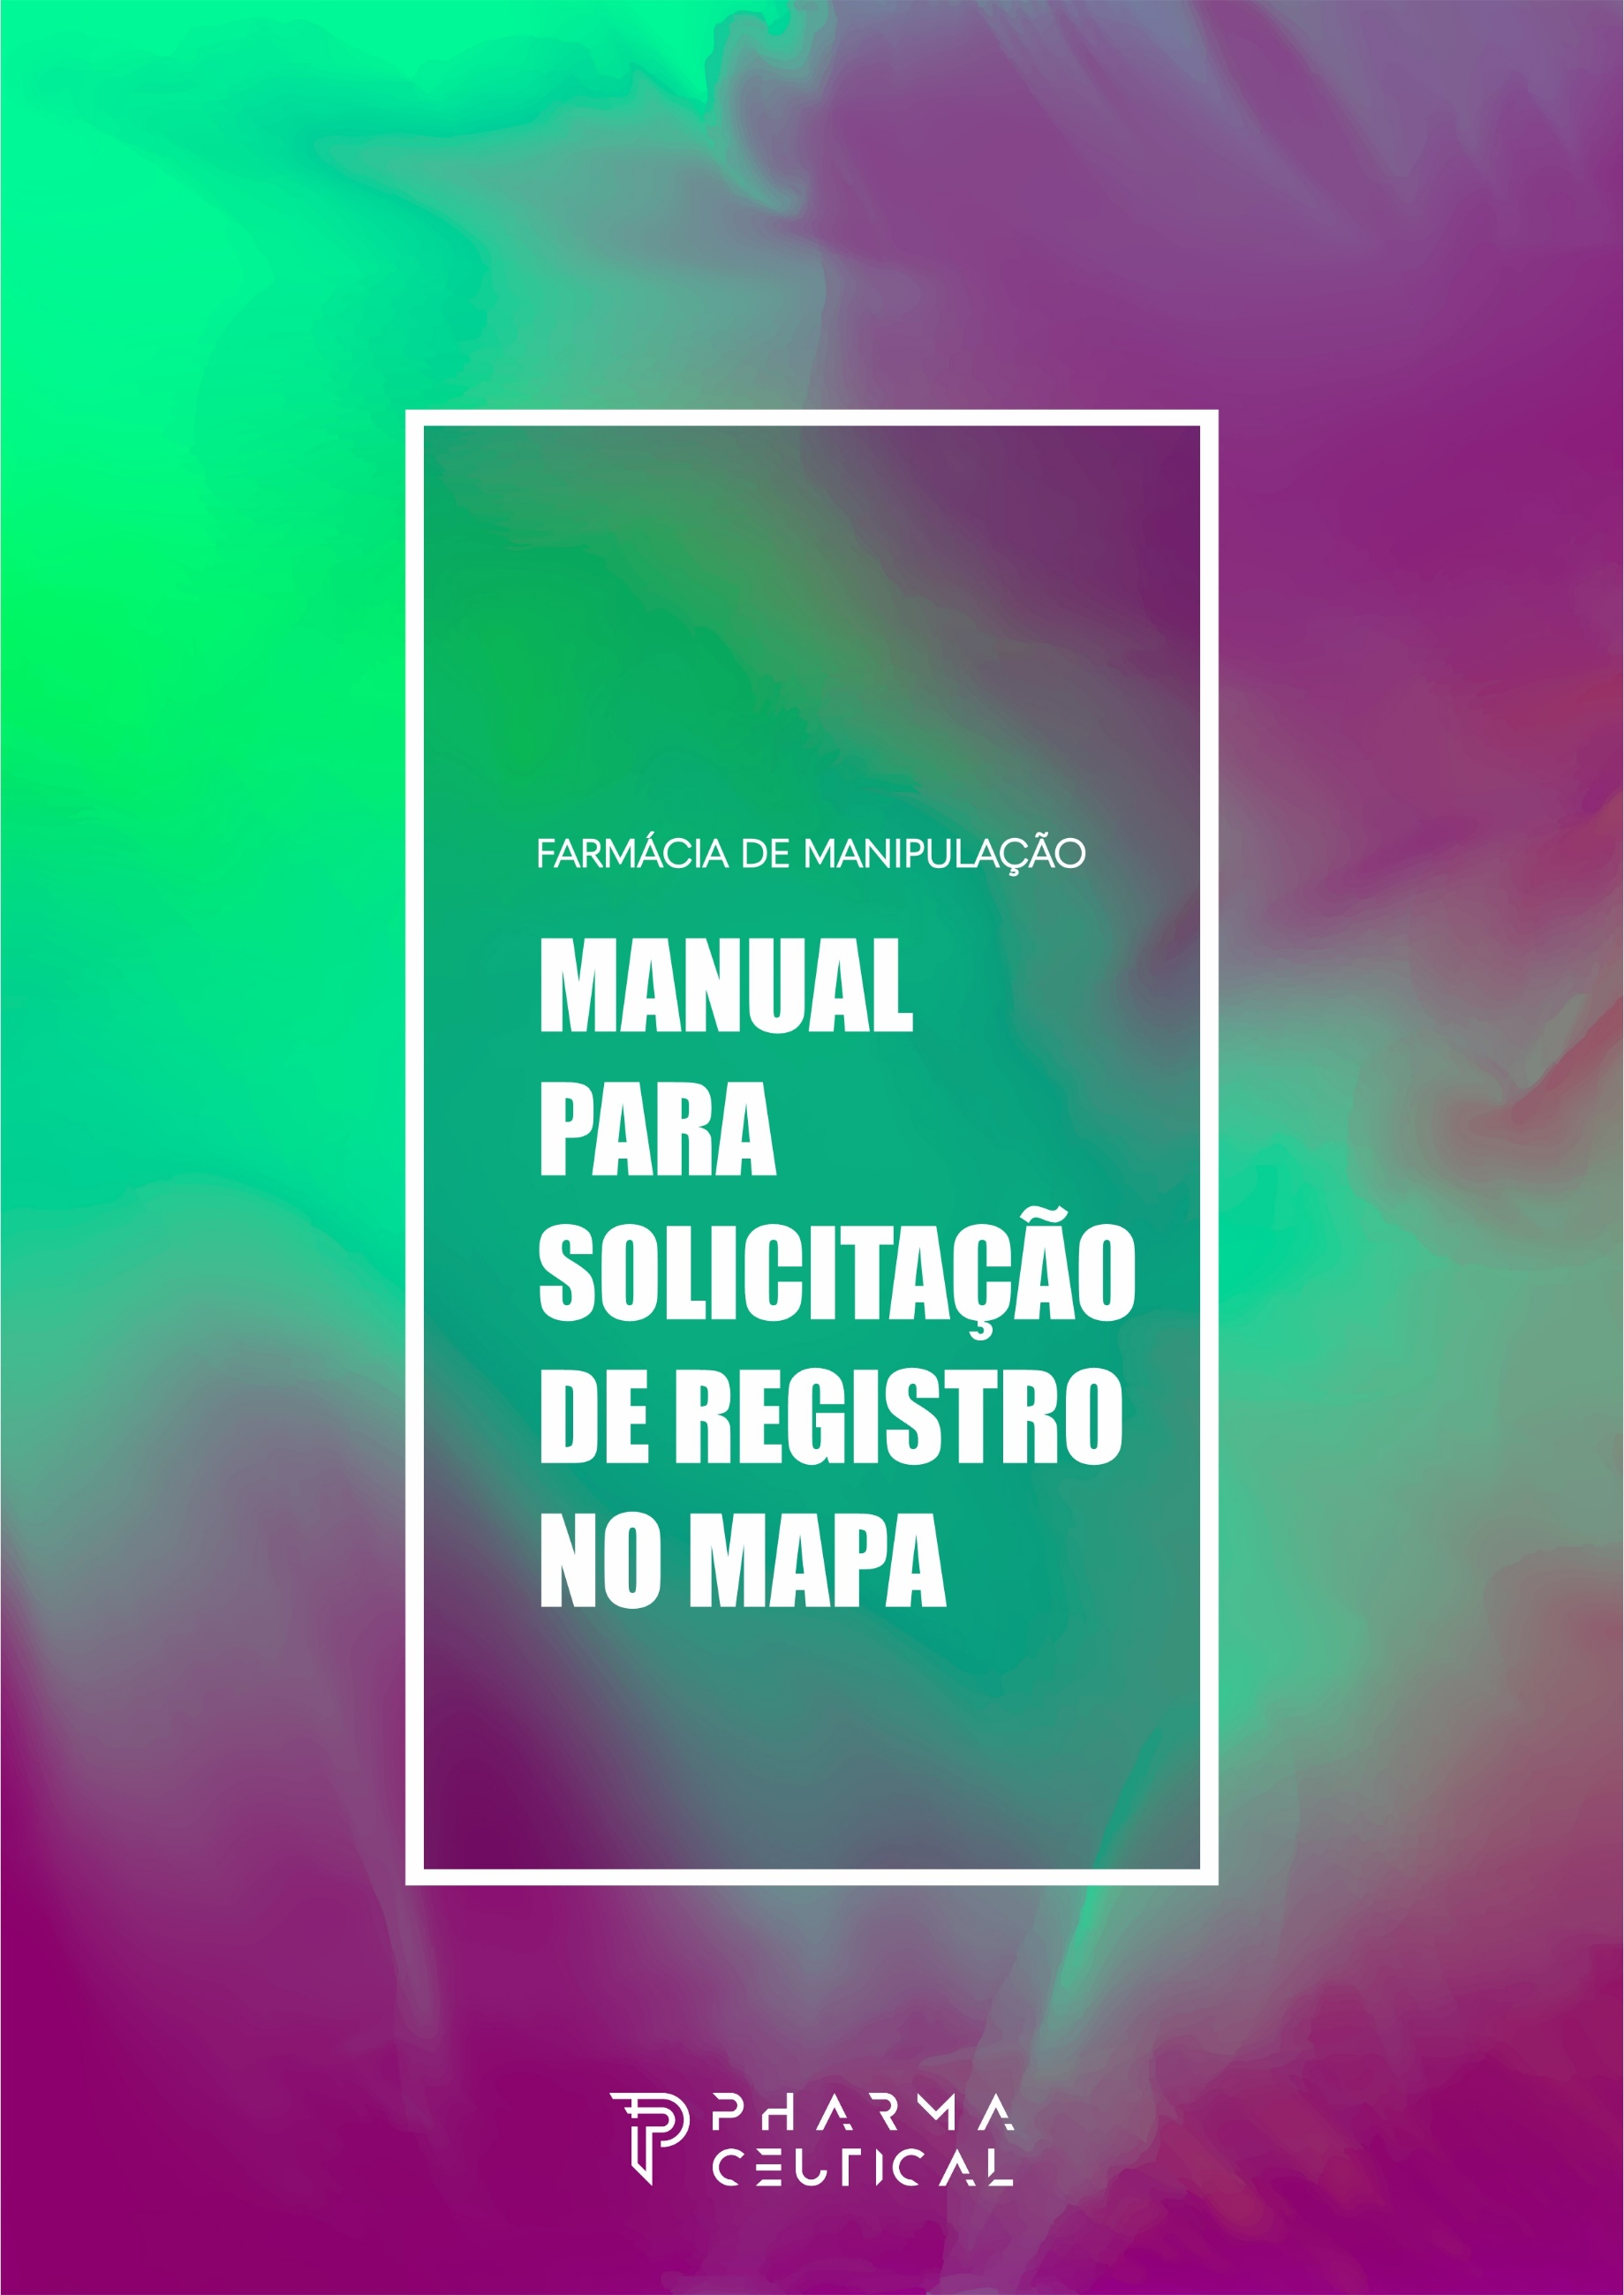 FARMÁCIA DE MANIPULAÇÃO
MANUAL
PARA
SOLICITAÇÃO
DE REGISTRO
NO MAPA
PHARMA
CEUTICAL